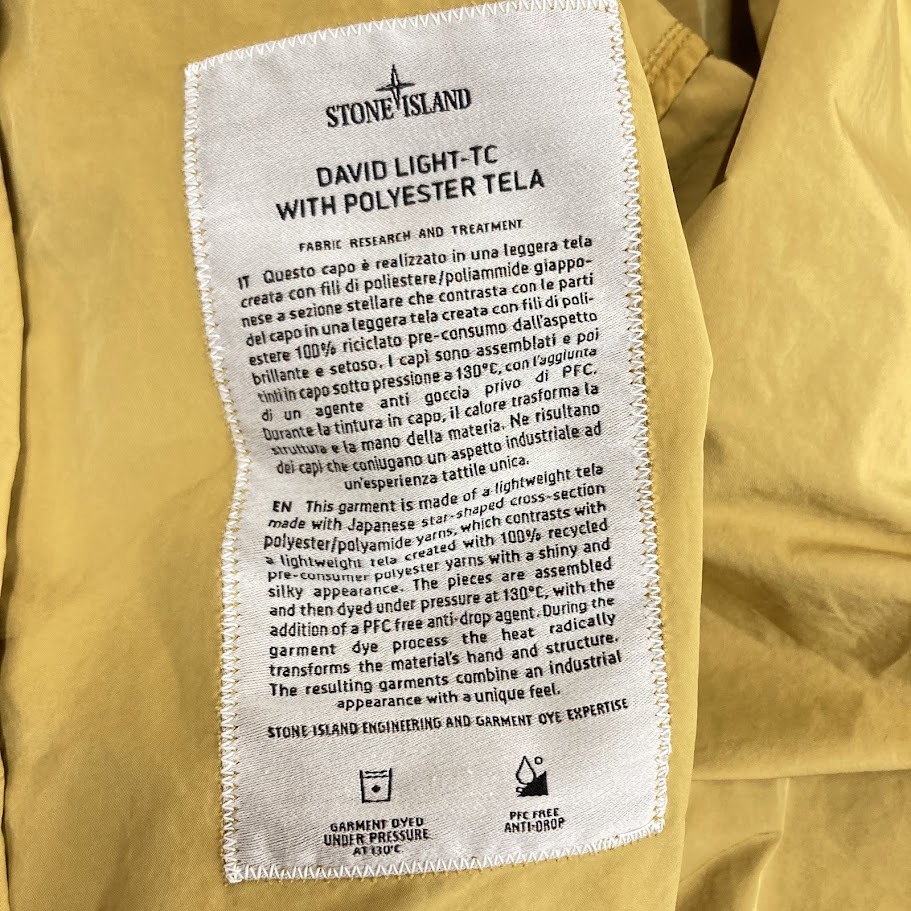 STONE ISLAND
DAVID LIGHT-TC
WITH POLYESTER TELA
FABRIC RESEARCH AND TREATMENT
IT Questo capo è realizzato in una leggera tela
creata con fili di poliestere/poliammide giappo-
nese a sezione stellare che contrasta con le parti
del capo in una leggera tela creata con fili di poli-
estere 100% riciclato pre-consumo dall'aspetto
brillante e setoso. I capi sono assemblati e poi
tinti in capo sotto pressione a 130°C, con l'aggiunta
di un agente anti goccia privo di PFC.
Durante la tintura in capo, il calore trasforma la
struttura e la mano della materia. Ne risultano
dei capi che coniugano un aspetto industriale ad
un'esperienza tattile unica.
EN This garment is made of a lightweight tela
made with Japanese star-shaped cross-section
polyester/polyamide yarns, which contrasts with
a lightweight tela created with 100% recycled
pre-consumer polyester yarns with a shiny and
silky appearance. The pieces are assembled
and then dyed under pressure at 130°C, with the
addition of a PFC free anti-drop agent. During the
garment dye process the heat radically
transforms the material's hand and structure.
The resulting garments combine an industrial
appearance with a unique feel.
STONE ISLAND ENGINEERING AND GARMENT DYE EXPERTISE
GARMENT DYED
UNDER PRESSURE
AT 130°C
PFC FREE
ANTI-DROP